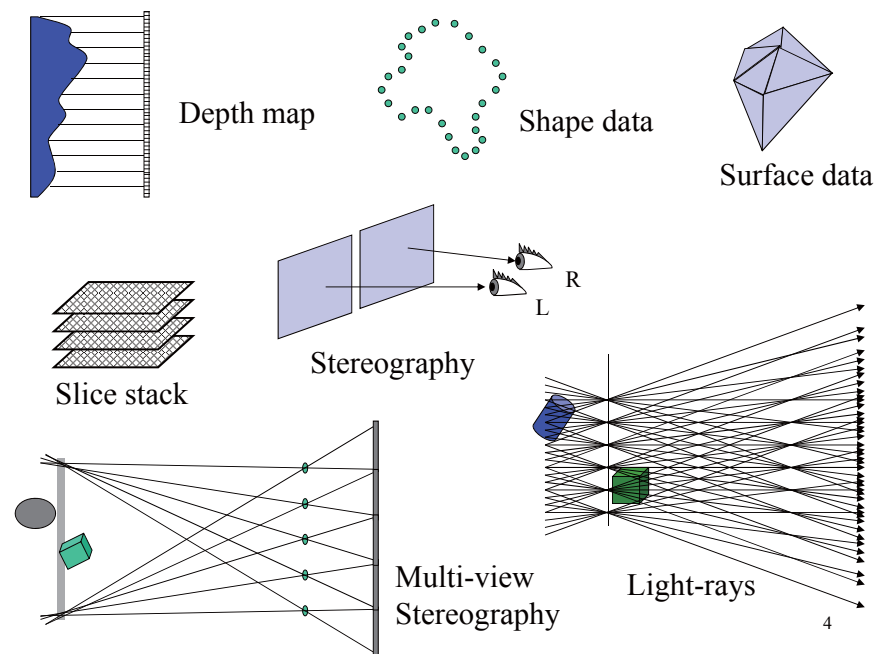 Depth map
Shape data
Surface data
Slice stack
Stereography
R
L
Multi-view
Stereography
Light-rays
4